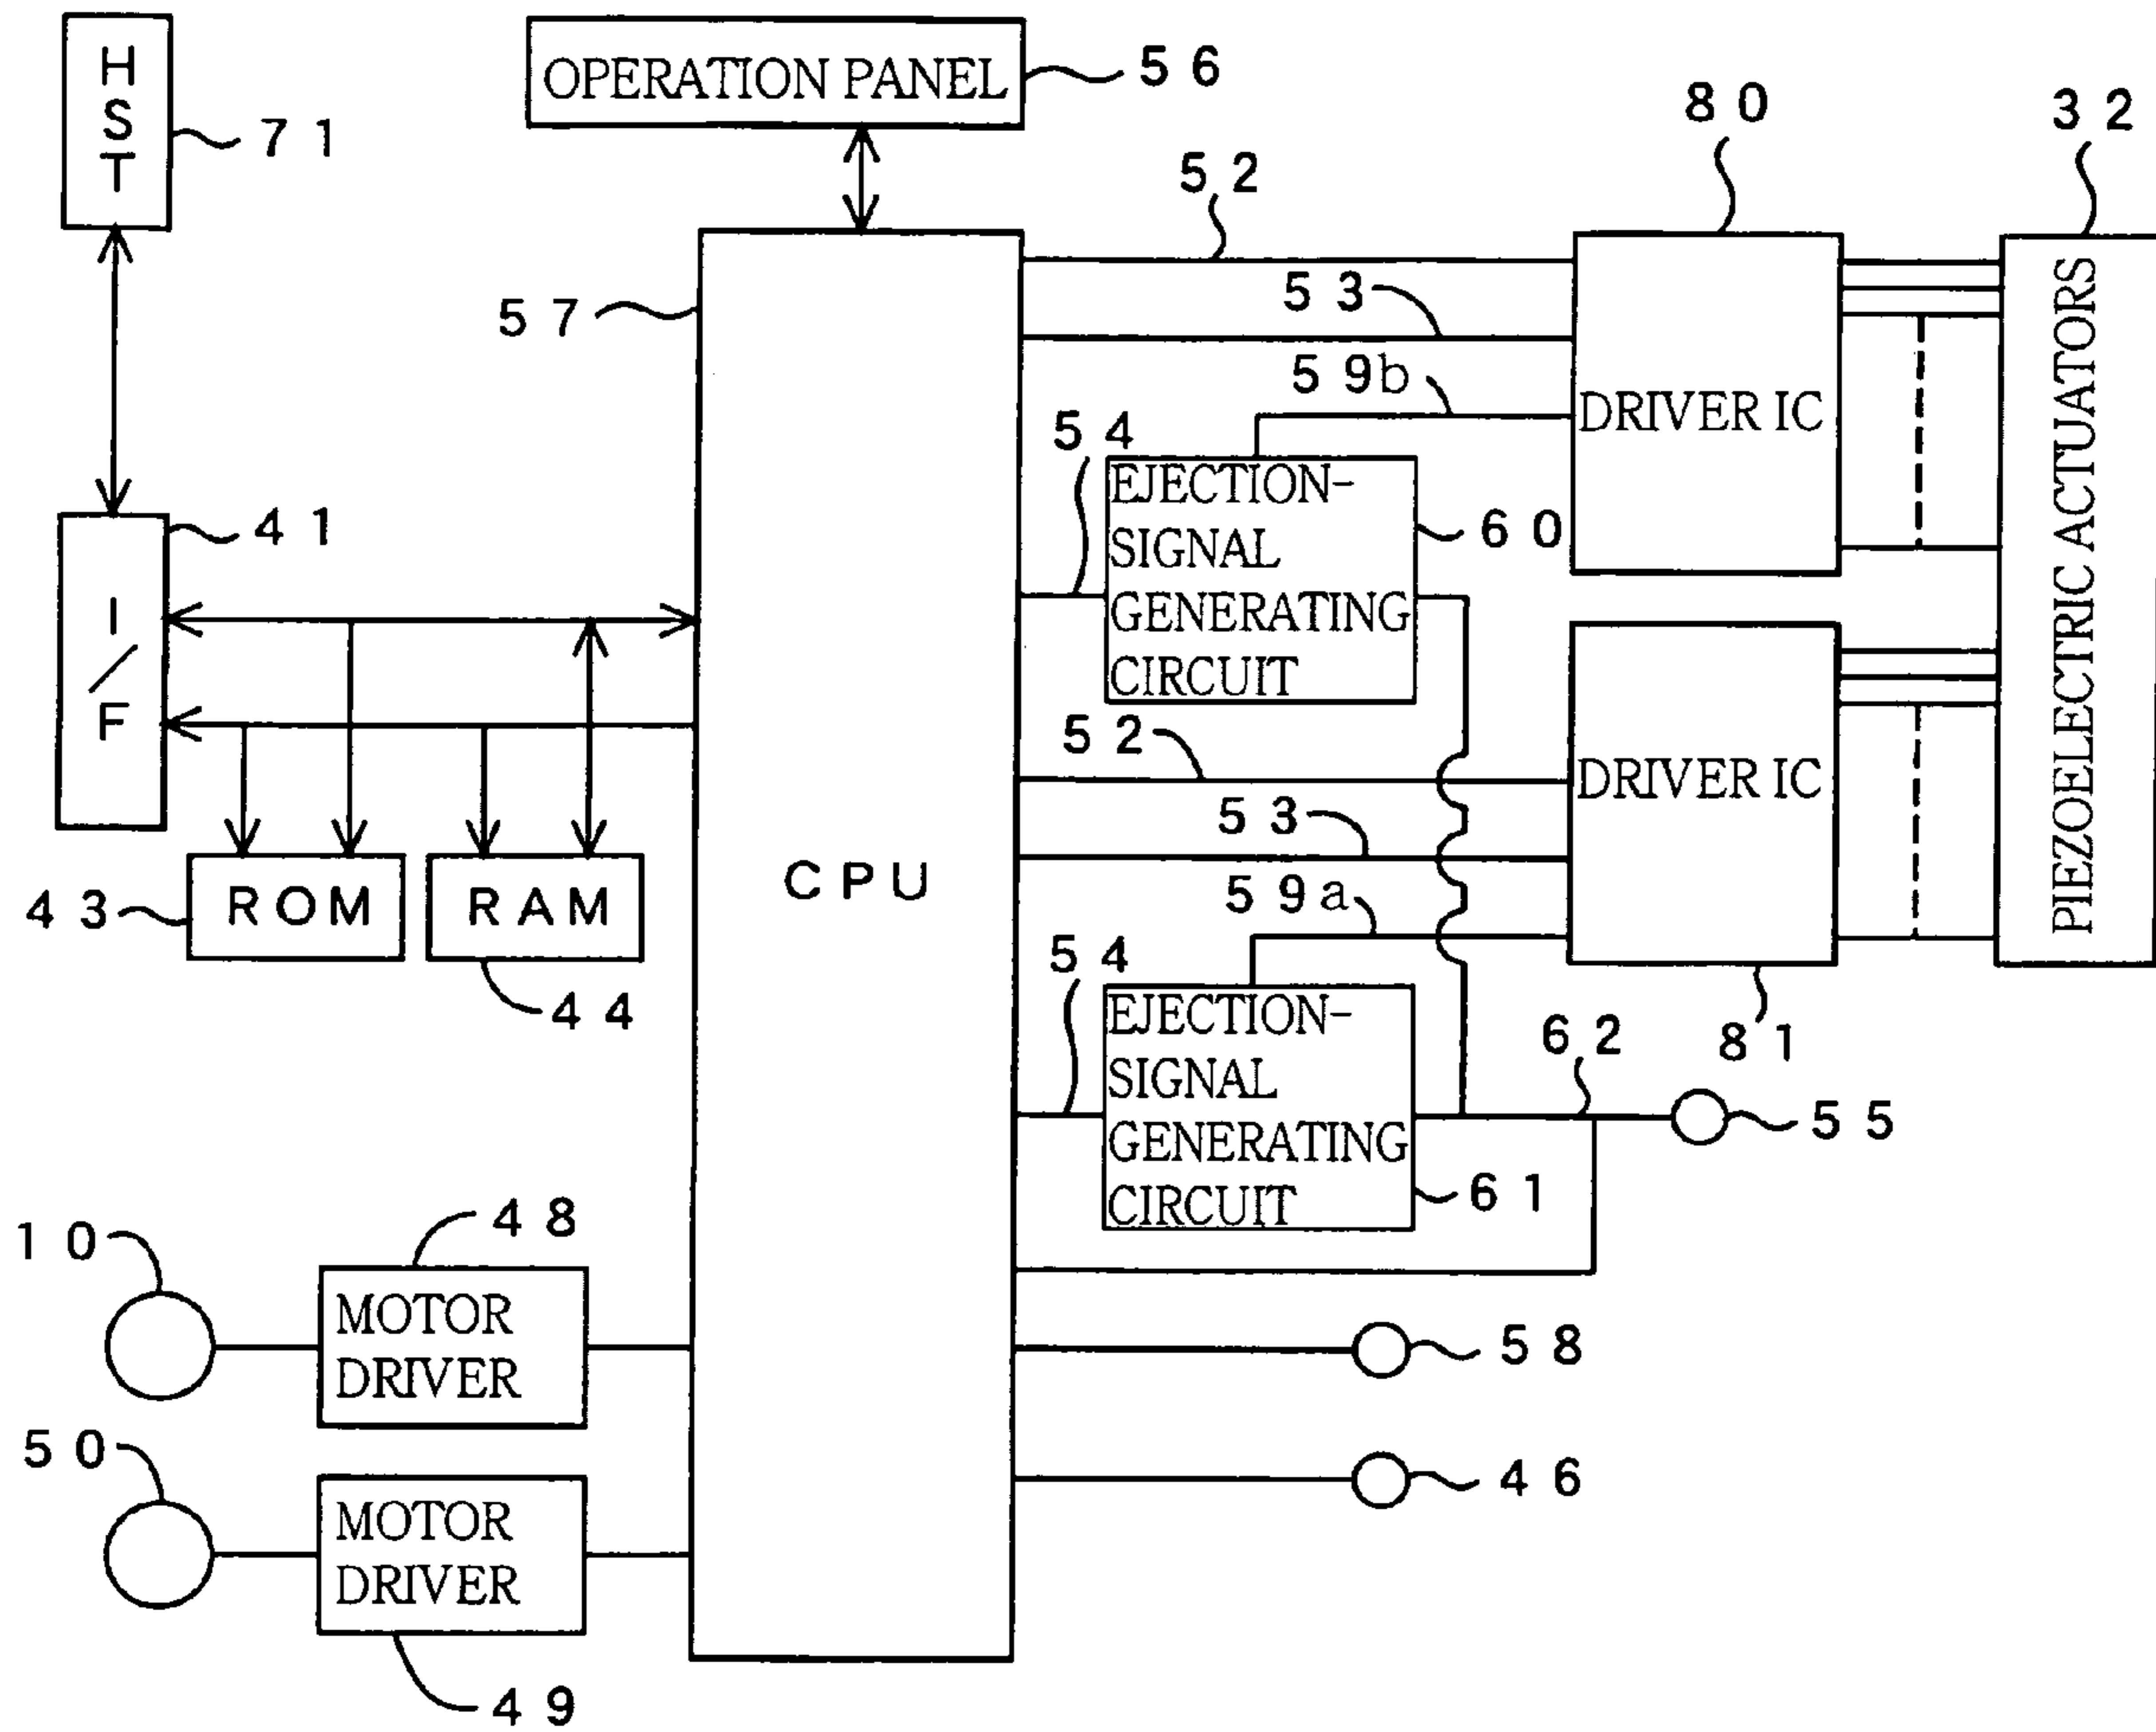 H
S
T
71
OPERATION PANEL
56
80
32
52
53
57
59b
DRIVER IC
54
EJECTION-
SIGNAL
GENERATING
CIRCUIT
60
PIEZOELECTRIC ACTUATORS
41
I
/
F
52
DRIVER IC
53
CPU
59a
43
ROM
RAM
44
54
EJECTION-
SIGNAL
GENERATING
CIRCUIT
81
62
55
61
10
48
MOTOR
DRIVER
58
50
46
MOTOR
DRIVER
49